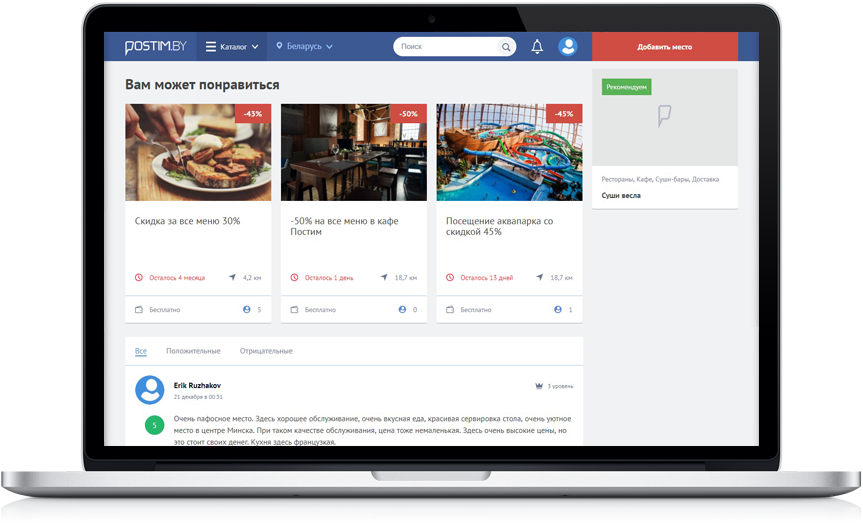 POSTIM.BY Каталог Беларусь Поиск Добавить место
Вам может понравиться
-43%
-50%
-45%
Скидка за все меню 30%
Осталось 4 месяца 4,2 км
Бесплатно 5
-50% на все меню в кафе
Постим
Осталось 1 день 18,7 км
Бесплатно 0
Посещение аквапарка со
скидкой 45%
Осталось 13 дней 18,7 км
Бесплатно 1
Рекомендуем
Рестораны, Кафе, Суши-бары, Доставка
Суши весла
Все Положительные Отрицательные
Erik Ruzhakov 3 уровень
21 декабря в 00:31
5
Очень пафосное место. Здесь хорошее обслуживание, очень вкусная еда, красивая сервировка стола, очень уютное
место в центре Минска. При таком качестве обслуживания, цена тоже немаленькая. Здесь очень высокие цены, но
это стоит своих денег. Кухня здесь французкая.